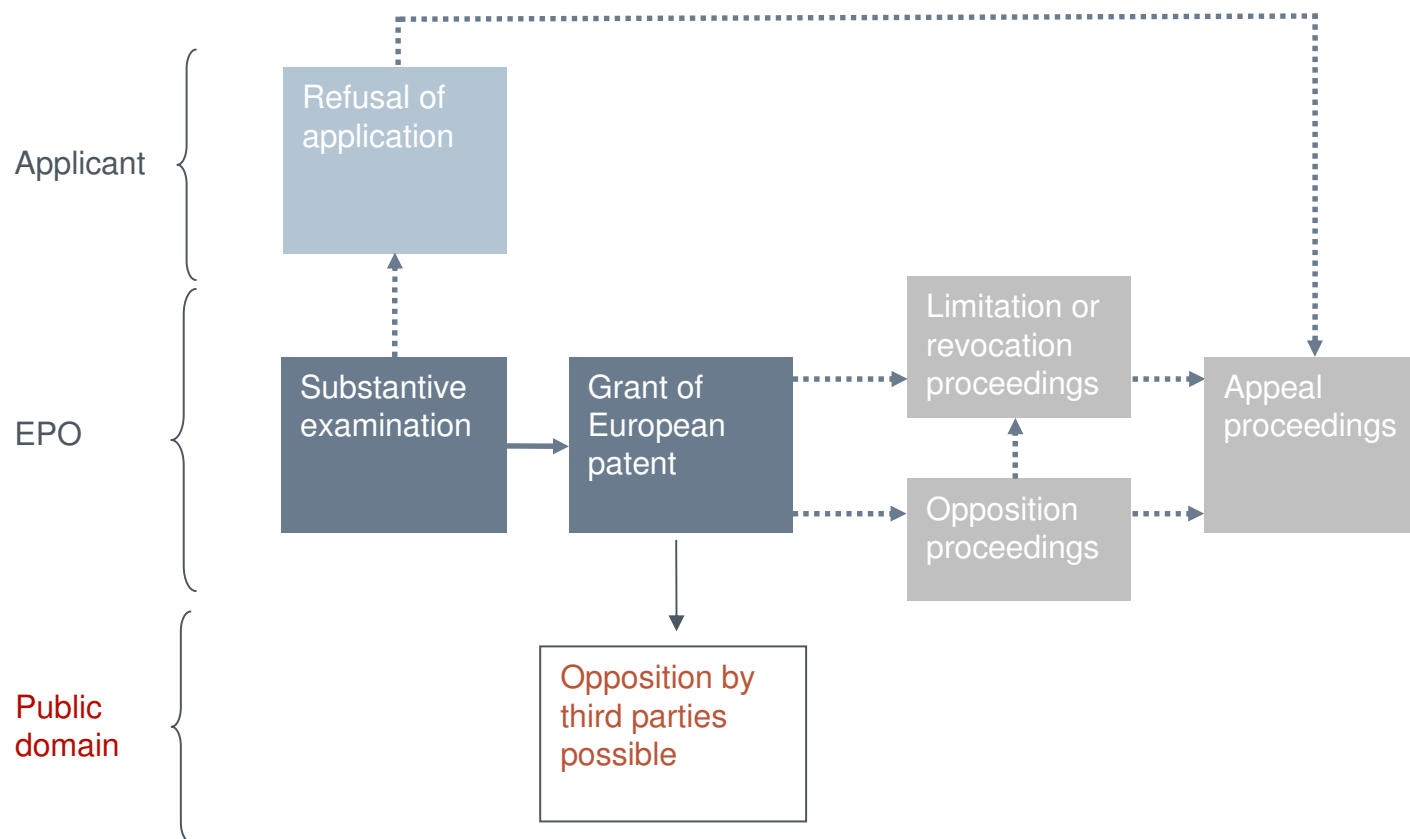 Refusal of
application
Applicant
Limitation or
revocation
proceedings
Substantive
examination
Grant of
European
patent
Appeal
proceedings
EPO
Opposition
proceedings
Opposition by
third parties
possible
Public
domain